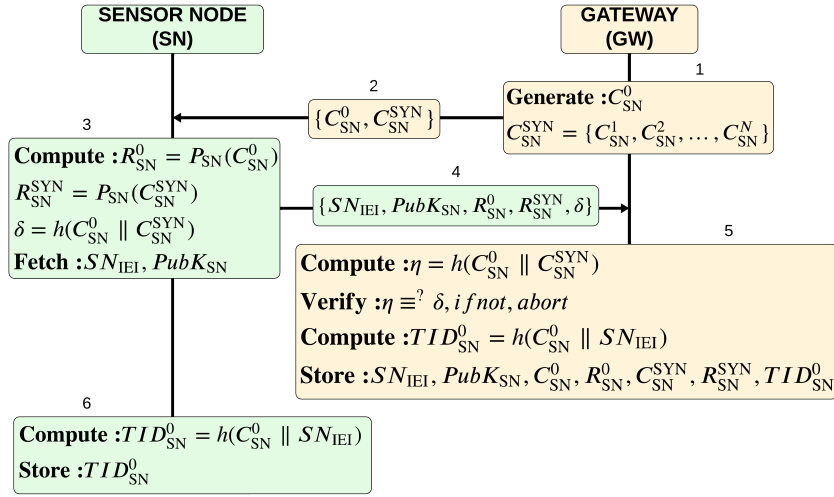 SENSOR NODE
(SN)
GATEWAY
(GW)
1
Generate :C⁰_SN
C^SYN_SN = {C¹_SN, C²_SN, …, C^N_SN}
2
{C⁰_SN, C^SYN_SN}
3
Compute :R⁰_SN = P_SN(C⁰_SN)
R^SYN_SN = P_SN(C^SYN_SN)
δ = h(C⁰_SN ∥ C^SYN_SN)
Fetch :SN_IEI, PubK_SN
4
{SN_IEI, PubK_SN, R⁰_SN, R^SYN_SN, δ}
5
Compute :η = h(C⁰_SN ∥ C^SYN_SN)
Verify :η ≡^? δ, ifnot, abort
Compute :TID⁰_SN = h(C⁰_SN ∥ SN_IEI)
Store :SN_IEI, PubK_SN, C⁰_SN, R⁰_SN, C^SYN_SN, R^SYN_SN, TID⁰_SN
6
Compute :TID⁰_SN = h(C⁰_SN ∥ SN_IEI)
Store :TID⁰_SN